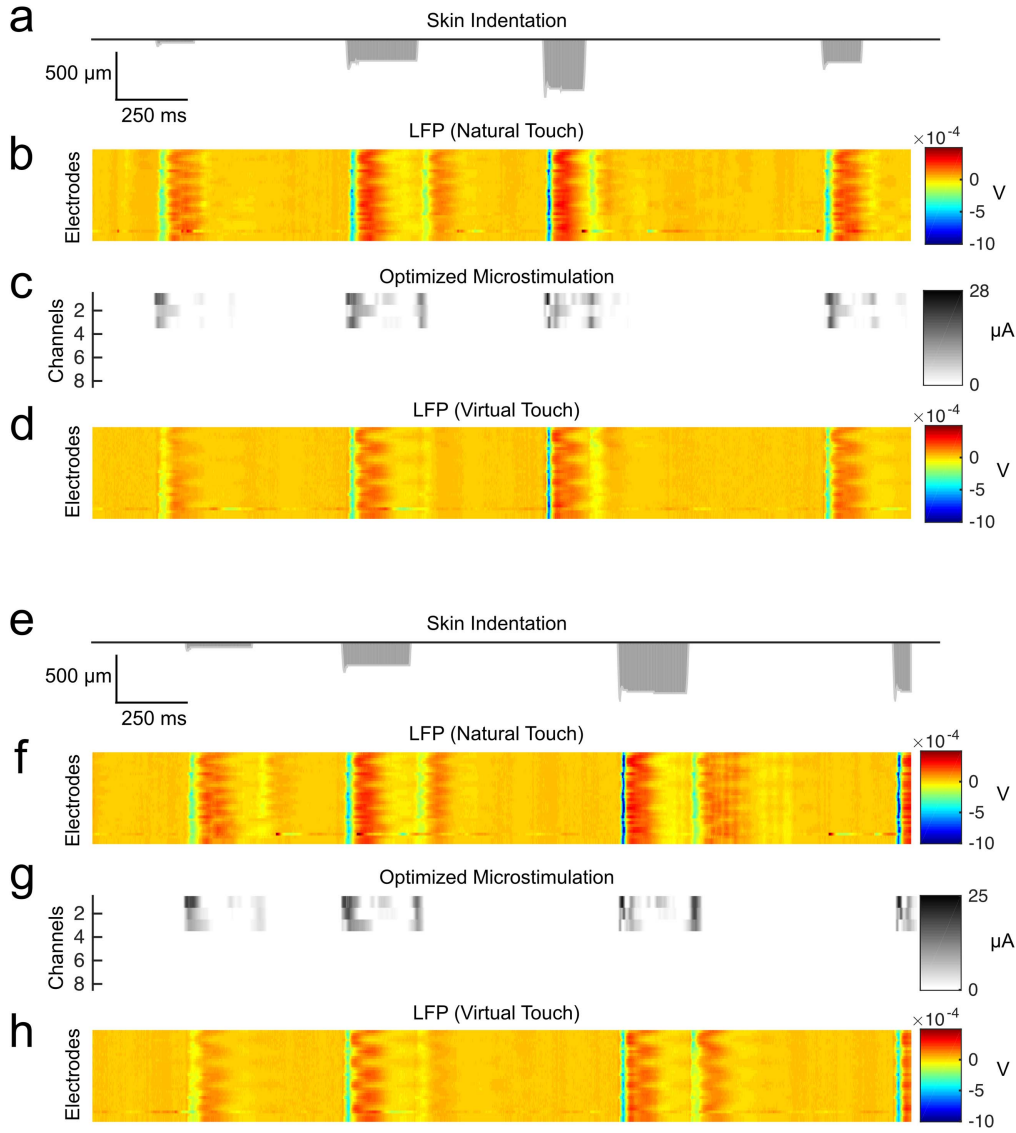 a
Skin Indentation
500 µm
250 ms
b
LFP (Natural Touch)
Electrodes
×10-4
0
-5
-10
V
c
Optimized Microstimulation
Channels
2
4
6
8
28
0
µA
d
LFP (Virtual Touch)
Electrodes
×10-4
0
-5
-10
V
e
Skin Indentation
500 µm
250 ms
f
LFP (Natural Touch)
Electrodes
×10-4
0
-5
-10
V
g
Optimized Microstimulation
Channels
2
4
6
8
25
0
µA
h
LFP (Virtual Touch)
Electrodes
×10-4
0
-5
-10
V